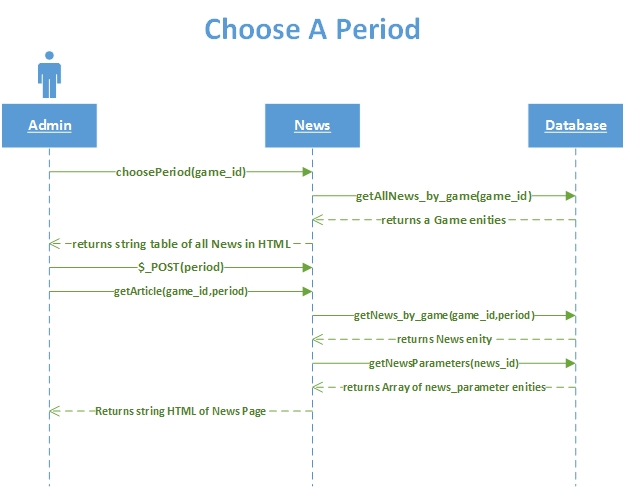 Choose A Period
Admin
News
Database
choosePeriod(game_id)
getAllNews_by_game(game_id)
returns a Game enities
returns string table of all News in HTML
$_POST(period)
getArticle(game_id,period)
getNews_by_game(game_id,period)
returns News enity
getNewsParameters(news_id)
returns Array of news_parameter enities
Returns string HTML of News Page